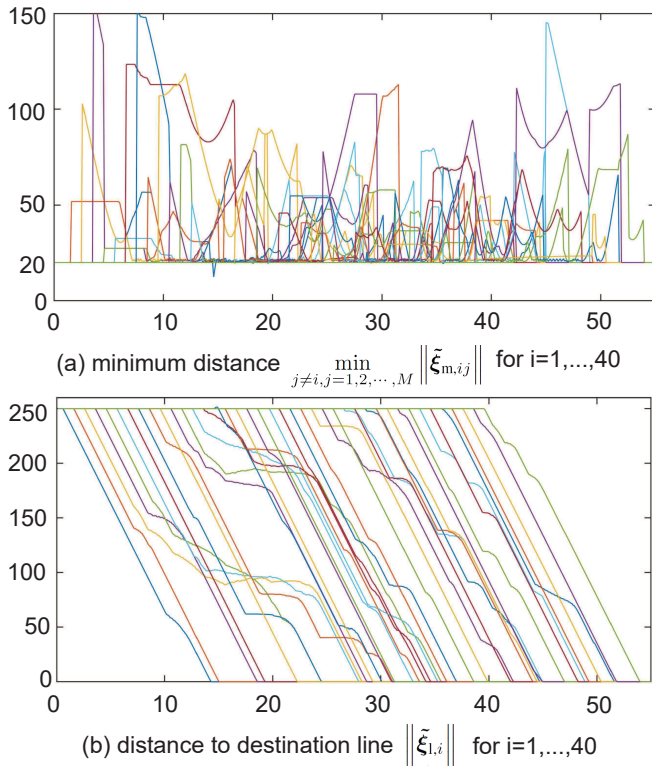 150
100
50
20
0
0 10 20 30 40 50
(a) minimum distance min_{j≠i,j=1,2,⋯,M} ‖ξ̃_{m,ij}‖ for i=1,...,40
250
200
150
100
50
0
0 10 20 30 40 50
(b) distance to destination line ‖ξ̃_{l,i}‖ for i=1,...,40